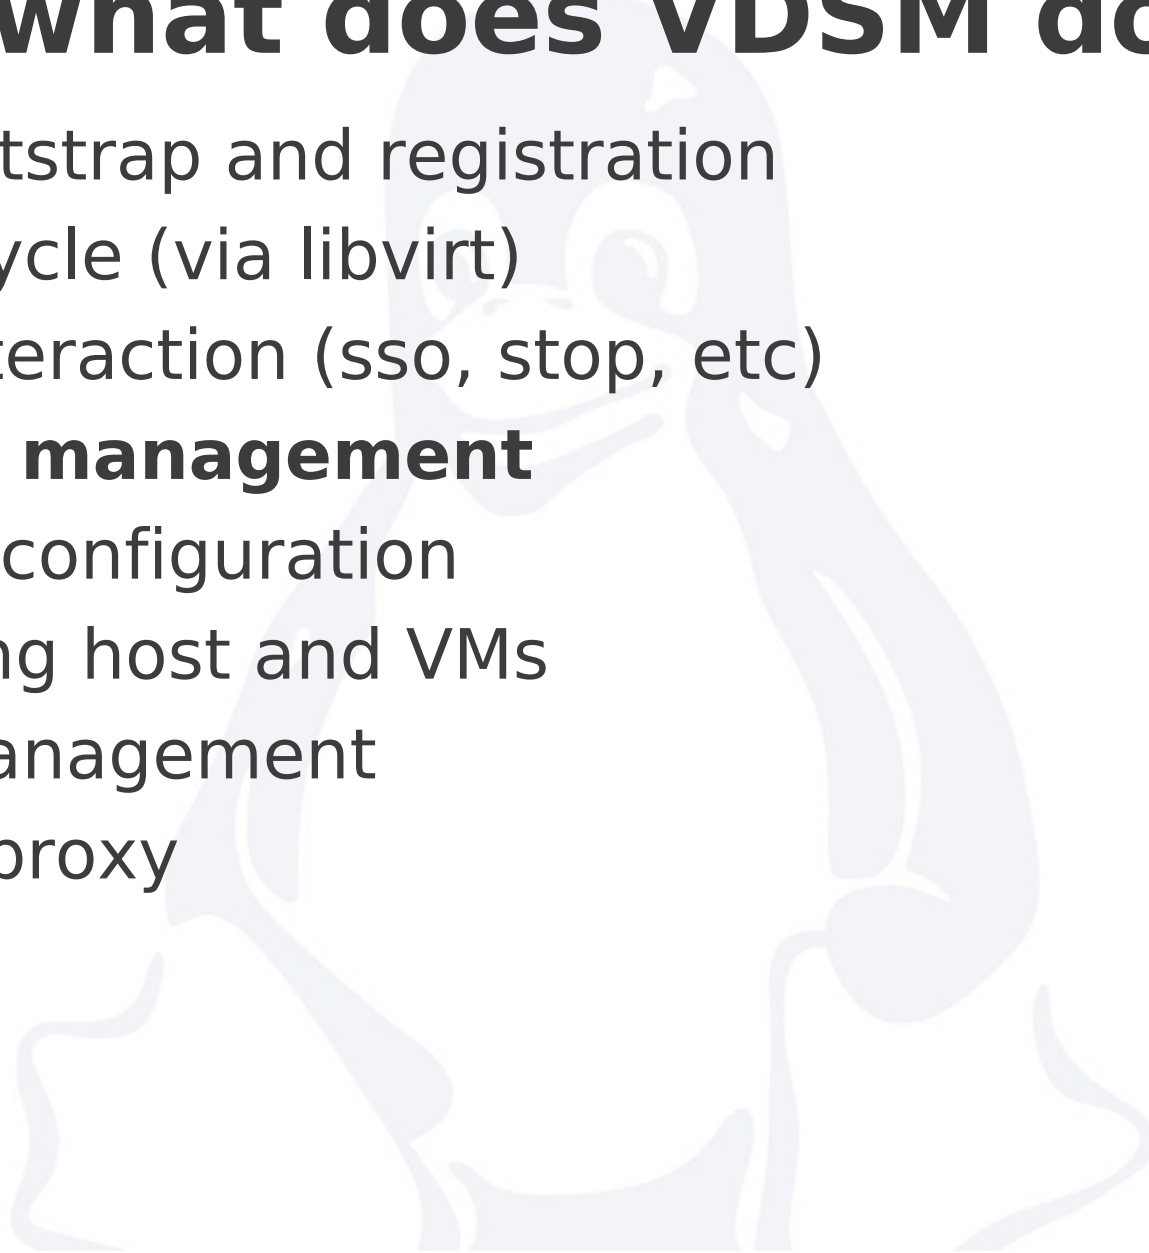 what does VDSM do
tstrap and registration
ycle (via libvirt)
teraction (sso, stop, etc)
management
configuration
ng host and VMs
anagement
proxy